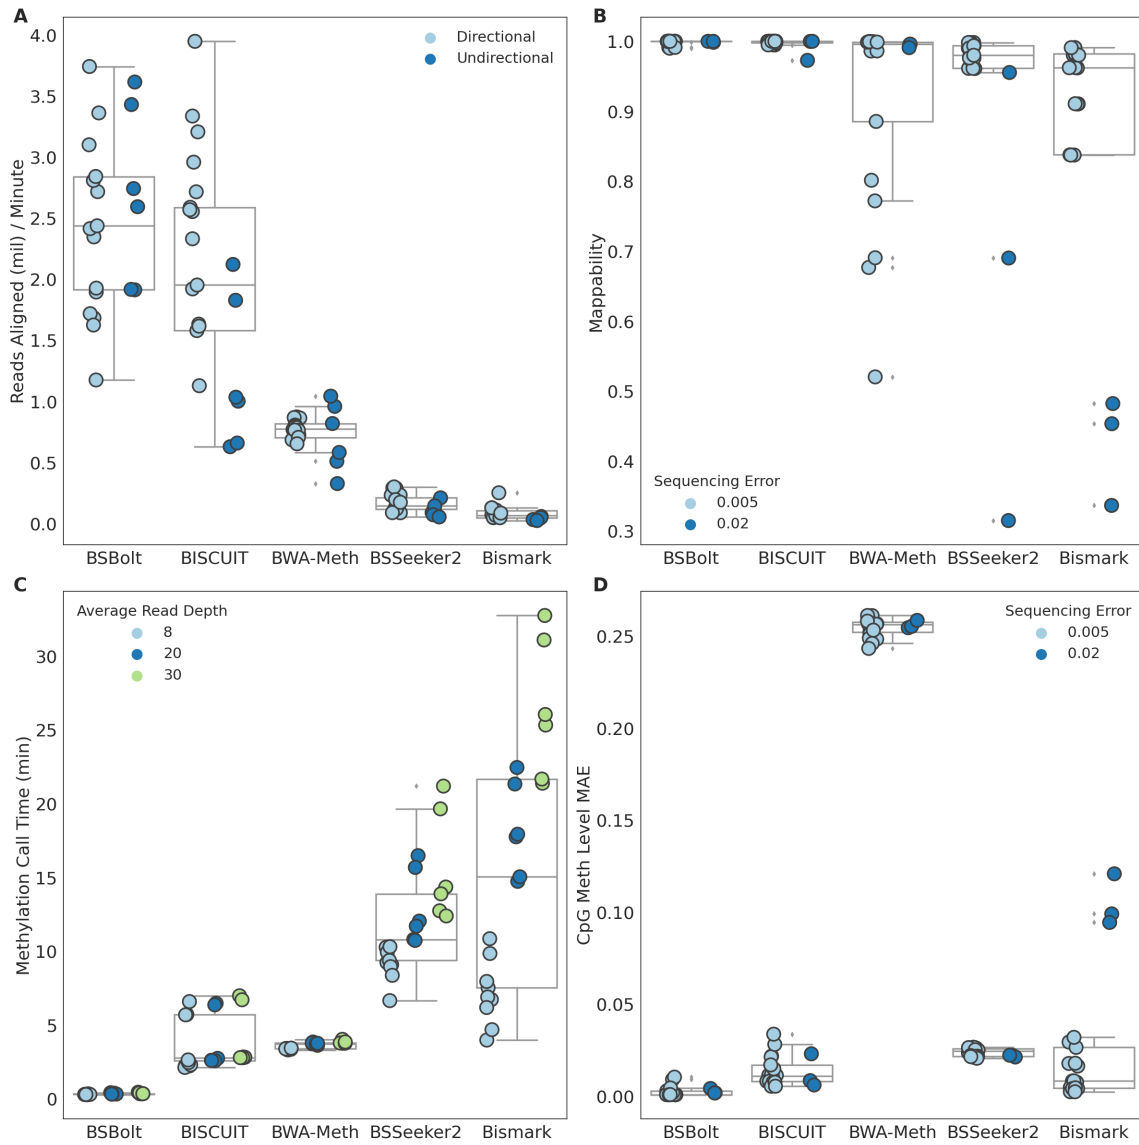 A
Reads Aligned (mil) / Minute
4.0
3.5
3.0
2.5
2.0
1.5
1.0
0.5
0.0
Directional
Undirectional
BSBolt BISCUIT BWA-Meth BSSeeker2 Bismark
B
Mappability
1.0
0.9
0.8
0.7
0.6
0.5
0.4
0.3
Sequencing Error
0.005
0.02
BSBolt BISCUIT BWA-Meth BSSeeker2 Bismark
C
Methylation Call Time (min)
Average Read Depth
8
20
30
30
25
20
15
10
5
0
BSBolt BISCUIT BWA-Meth BSSeeker2 Bismark
D
CpG Meth Level MAE
Sequencing Error
0.005
0.02
0.25
0.20
0.15
0.10
0.05
0.00
BSBolt BISCUIT BWA-Meth BSSeeker2 Bismark